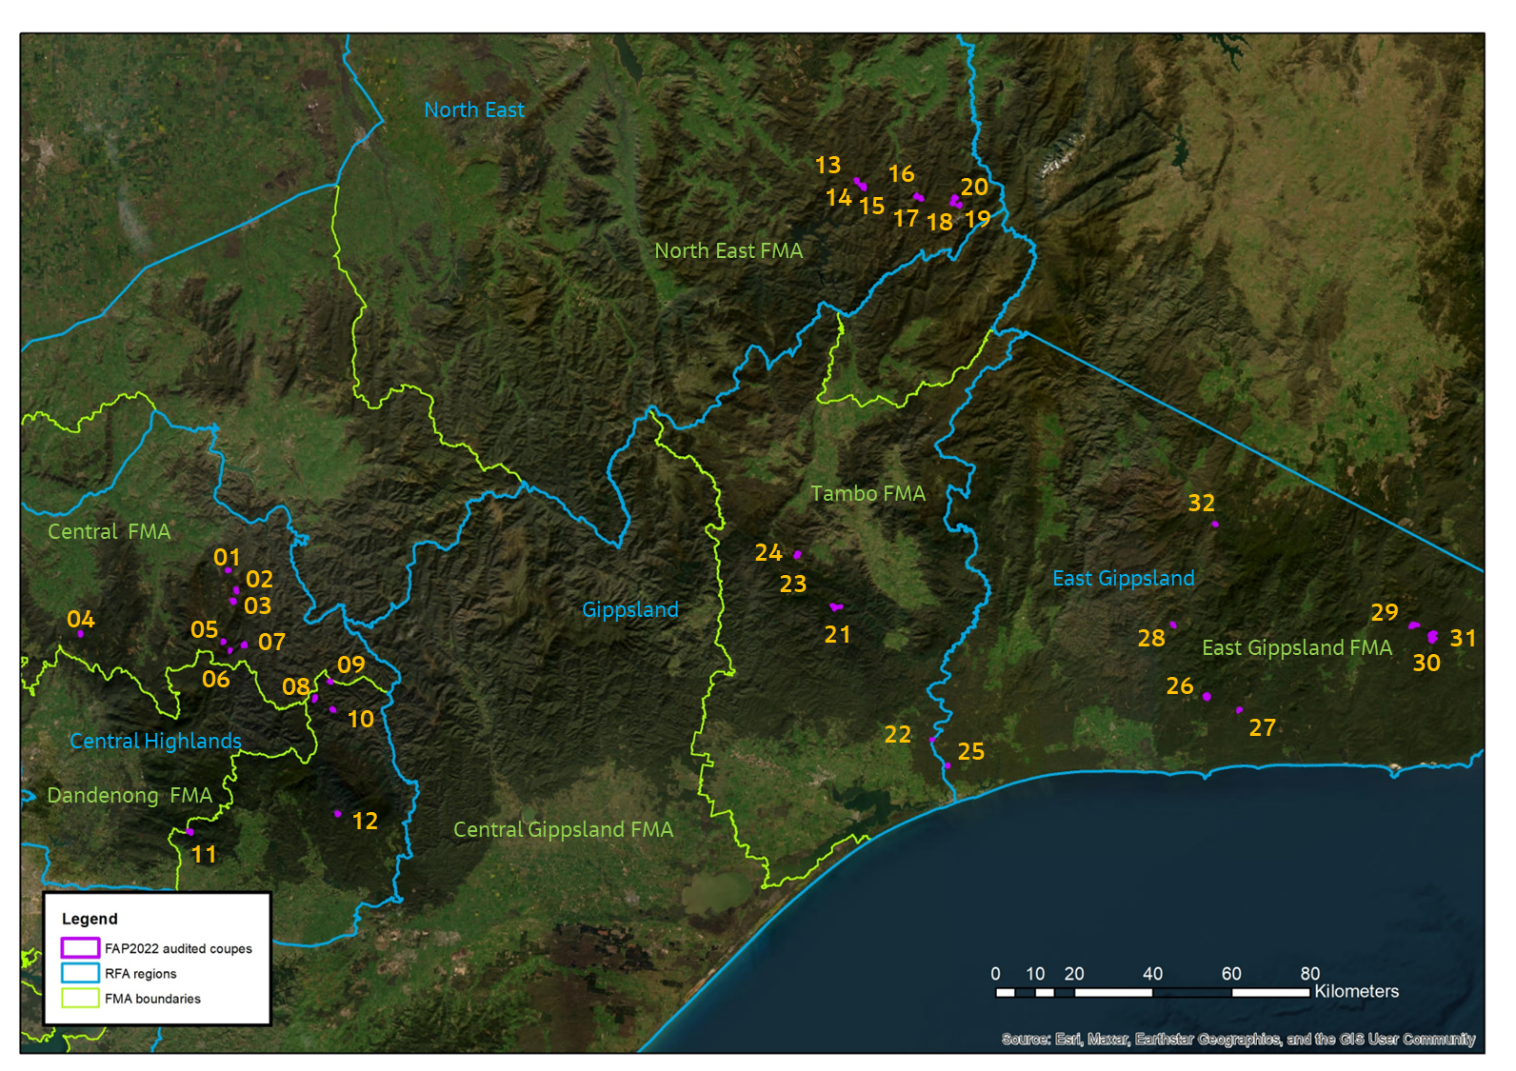 North East
13
16
14
15
20
17
18
19
North East FMA
Tambo FMA
32
Central FMA
01
24
02
East Gippsland
23
03
Gippsland
04
29
05
07
21
28
31
East Gippsland FMA
09
30
06
08
26
10
27
Central Highlands
22
25
Dandenong FMA
12
Central Gippsland FMA
11
Legend
FAP2022 audited coupes
RFA regions
FMA boundaries
0 10 20 40 60 80
Kilometers
Source: Esri, Maxar, Earthstar Geographics, and the GIS User Community